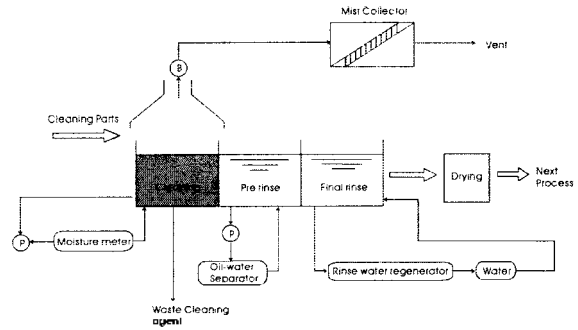 Mist Collector
B
Vent
Cleaning Parts
Cleaning
Pre rinse
Final rinse
Drying
Next
Process
P
Moisture meter
P
Oil-water
Separator
Rinse water regenerator
Water
Waste Cleaning
agent